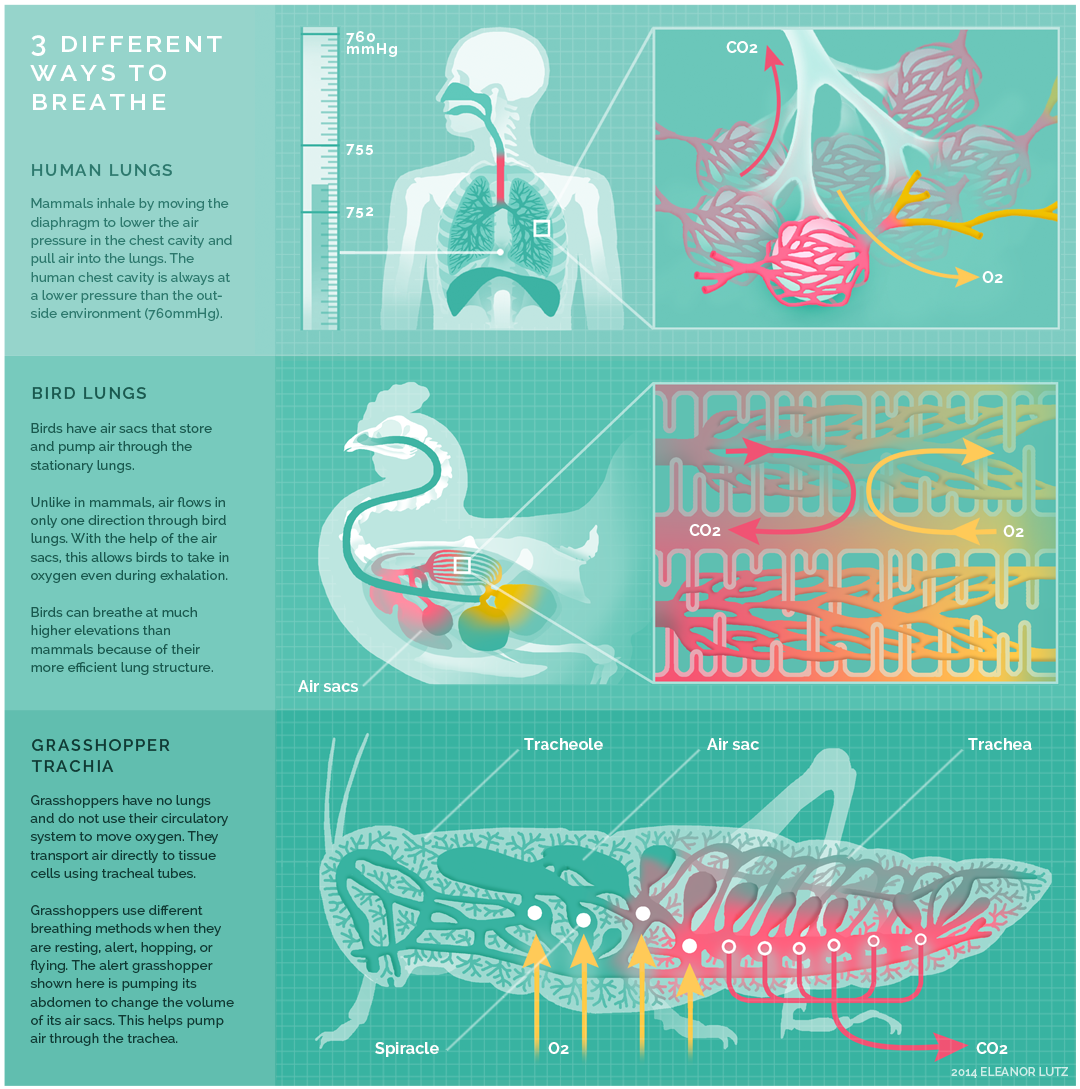 3 DIFFERENT
WAYS TO
BREATHE
HUMAN LUNGS
Mammals inhale by moving the
diaphragm to lower the air
pressure in the chest cavity and
pull air into the lungs. The
human chest cavity is always at
a lower pressure than the out-
side environment (760mmHg).
760
mmHg
755
752
CO2
O2
BIRD LUNGS
Birds have air sacs that store
and pump air through the
stationary lungs.
Unlike in mammals, air flows in
only one direction through bird
lungs. With the help of the air
sacs, this allows birds to take in
oxygen even during exhalation.
Birds can breathe at much
higher elevations than
mammals because of their
more efficient lung structure.
Air sacs
CO2
O2
GRASSHOPPER
TRACHIA
Grasshoppers have no lungs
and do not use their circulatory
system to move oxygen. They
transport air directly to tissue
cells using tracheal tubes.
Grasshoppers use different
breathing methods when they
are resting, alert, hopping, or
flying. The alert grasshopper
shown here is pumping its
abdomen to change the volume
of its air sacs. This helps pump
air through the trachea.
Tracheole
Air sac
Trachea
Spiracle
O2
CO2
2014 ELEANOR LUTZ